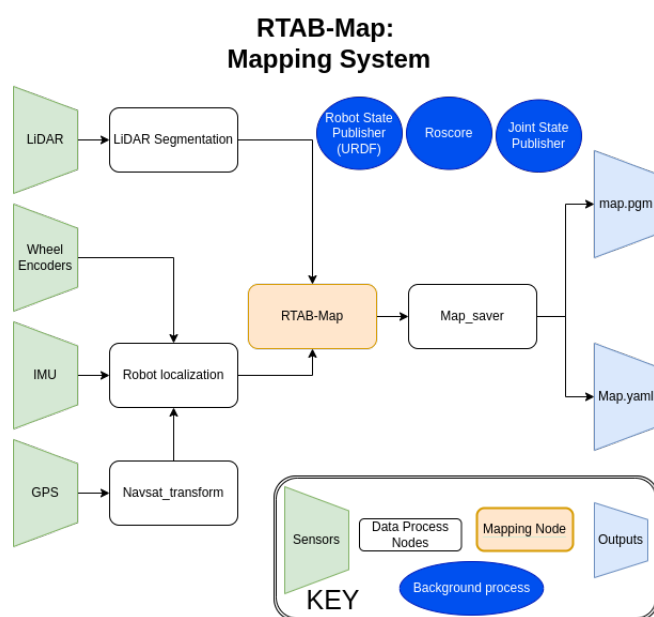 RTAB-Map:
Mapping System
LiDAR
LiDAR Segmentation
Robot State
Publisher
(URDF)
Roscore
Joint State
Publisher
map.pgm
Wheel
Encoders
RTAB-Map
Map_saver
IMU
Robot localization
Map.yaml
GPS
Navsat_transform
Sensors
Data Process
Nodes
Mapping Node
Outputs
Background process
KEY